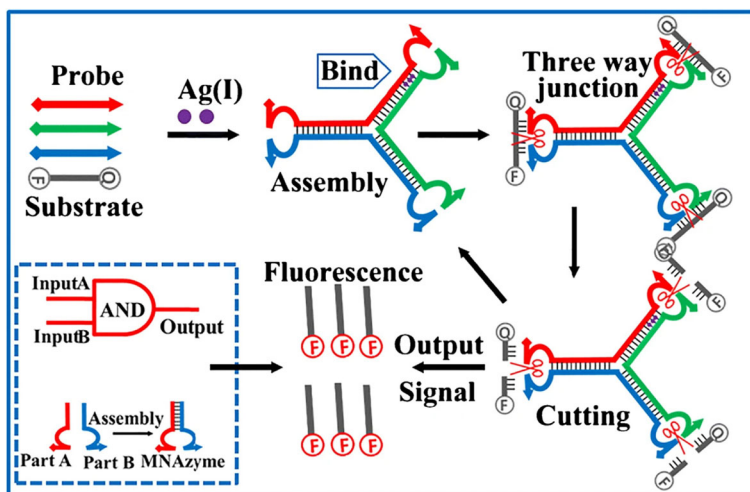 Probe
Ag(I)
Bind
Three way
junction
F
Q
Substrate
Assembly
Q
F
Q
F
Q
InputA
InputB
AND
Output
Assembly
Part A
Part B
MNAzyme
Fluorescence
F
F
F
F
F
F
Output
Signal
Q
F
F
Q
F
Cutting